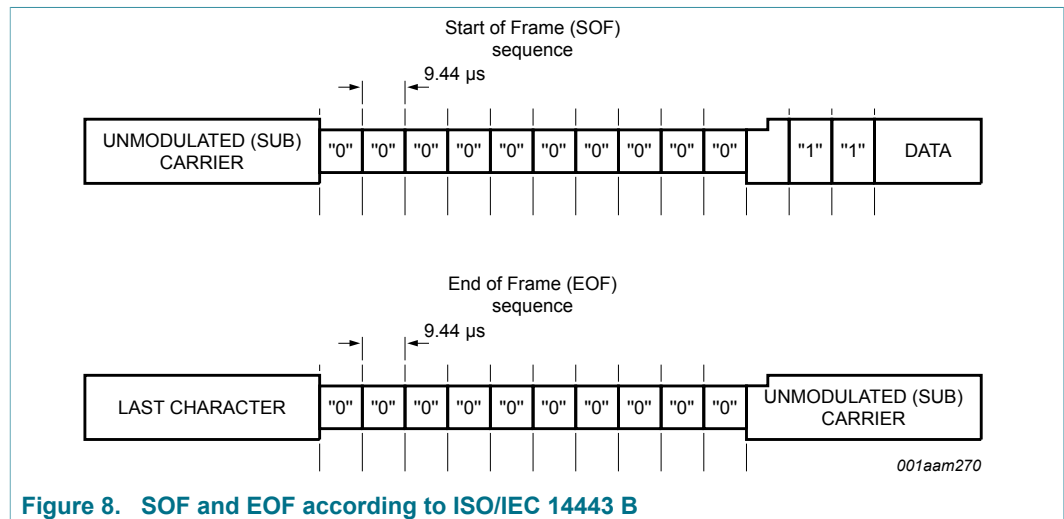 Start of Frame (SOF)
sequence
9.44 µs
UNMODULATED (SUB)
CARRIER
"0" "0" "0" "0" "0" "0" "0" "0" "0" "0" "1" "1" DATA
End of Frame (EOF)
sequence
9.44 µs
LAST CHARACTER "0" "0" "0" "0" "0" "0" "0" "0" "0" "0" UNMODULATED (SUB)
CARRIER
001aam270
Figure 8. SOF and EOF according to ISO/IEC 14443 B